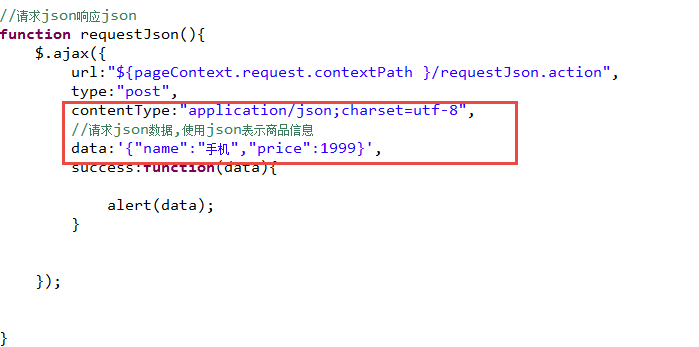 //请求json响应json
function requestJson(){
$.ajax({
url:"${pageContext.request.contextPath }/requestJson.action",
type:"post",
contentType:"application/json;charset=utf-8",
//请求json数据,使用json表示商品信息
data:'{"name":"手机","price":1999}',
success:function(data){
alert(data);
}
});
}